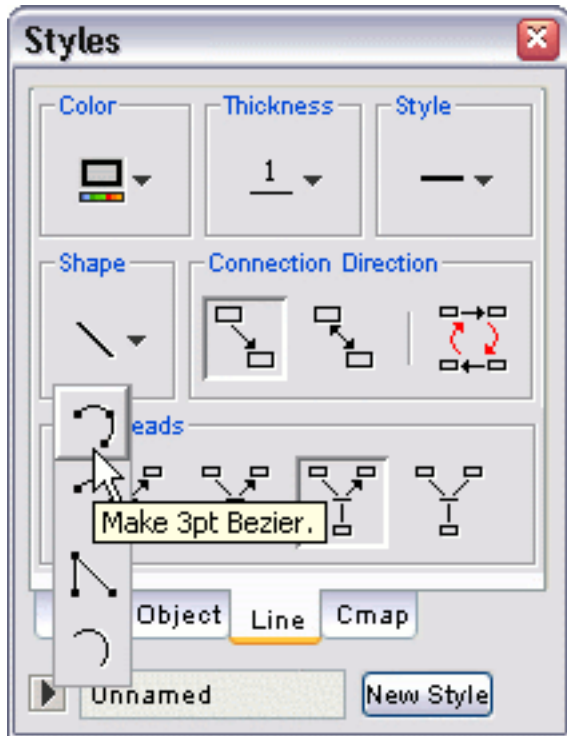 Styles
Color
Thickness
Style
1
Shape
Connection Direction
eads
Make 3pt Bezier.
Object
Line
Cmap
Unnamed
New Style